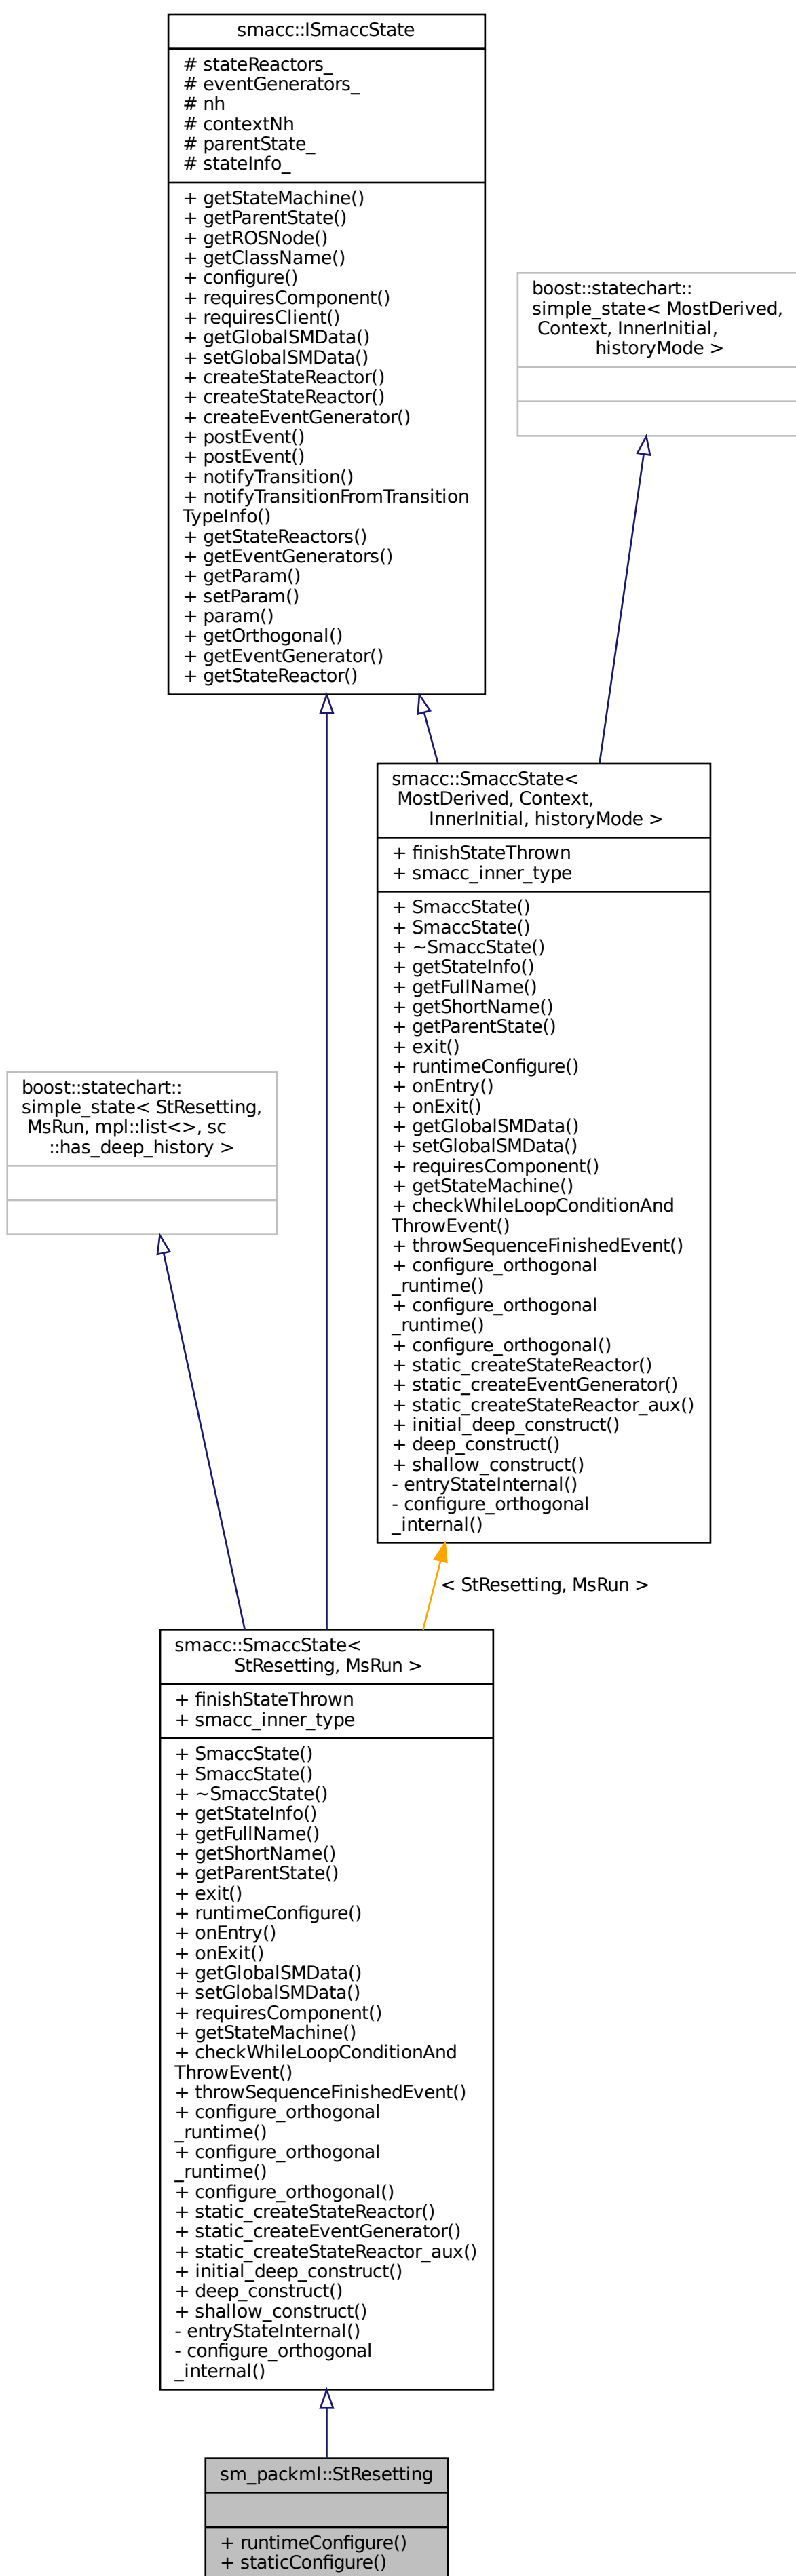 smacc::ISmaccState
# stateReactors_
# eventGenerators_
# nh
# contextNh
# parentState_
# stateInfo_
+ getStateMachine()
+ getParentState()
+ getROSNode()
+ getClassName()
+ configure()
+ requiresComponent()
+ requiresClient()
+ getGlobalSMData()
+ setGlobalSMData()
+ createStateReactor()
+ createStateReactor()
+ createEventGenerator()
+ postEvent()
+ postEvent()
+ notifyTransition()
+ notifyTransitionFromTransition
TypeInfo()
+ getStateReactors()
+ getEventGenerators()
+ getParam()
+ setParam()
+ param()
+ getOrthogonal()
+ getEventGenerator()
+ getStateReactor()
boost::statechart::
simple_state< MostDerived,
Context, InnerInitial,
historyMode >
smacc::SmaccState<
MostDerived, Context,
InnerInitial, historyMode >
+ finishStateThrown
+ smacc_inner_type
+ SmaccState()
+ SmaccState()
+ ~SmaccState()
+ getStateInfo()
+ getFullName()
+ getShortName()
+ getParentState()
+ exit()
+ runtimeConfigure()
+ onEntry()
+ onExit()
+ getGlobalSMData()
+ setGlobalSMData()
+ requiresComponent()
+ getStateMachine()
+ checkWhileLoopConditionAnd
ThrowEvent()
+ throwSequenceFinishedEvent()
+ configure_orthogonal
_runtime()
+ configure_orthogonal
_runtime()
+ configure_orthogonal()
+ static_createStateReactor()
+ static_createEventGenerator()
+ static_createStateReactor_aux()
+ initial_deep_construct()
+ deep_construct()
+ shallow_construct()
- entryStateInternal()
- configure_orthogonal
_internal()
boost::statechart::
simple_state< StResetting,
MsRun, mpl::list<>, sc
::has_deep_history >
< StResetting, MsRun >
smacc::SmaccState<
StResetting, MsRun >
+ finishStateThrown
+ smacc_inner_type
+ SmaccState()
+ SmaccState()
+ ~SmaccState()
+ getStateInfo()
+ getFullName()
+ getShortName()
+ getParentState()
+ exit()
+ runtimeConfigure()
+ onEntry()
+ onExit()
+ getGlobalSMData()
+ setGlobalSMData()
+ requiresComponent()
+ getStateMachine()
+ checkWhileLoopConditionAnd
ThrowEvent()
+ throwSequenceFinishedEvent()
+ configure_orthogonal
_runtime()
+ configure_orthogonal
_runtime()
+ configure_orthogonal()
+ static_createStateReactor()
+ static_createEventGenerator()
+ static_createStateReactor_aux()
+ initial_deep_construct()
+ deep_construct()
+ shallow_construct()
- entryStateInternal()
- configure_orthogonal
_internal()
sm_packml::StResetting
+ runtimeConfigure()
+ staticConfigure()